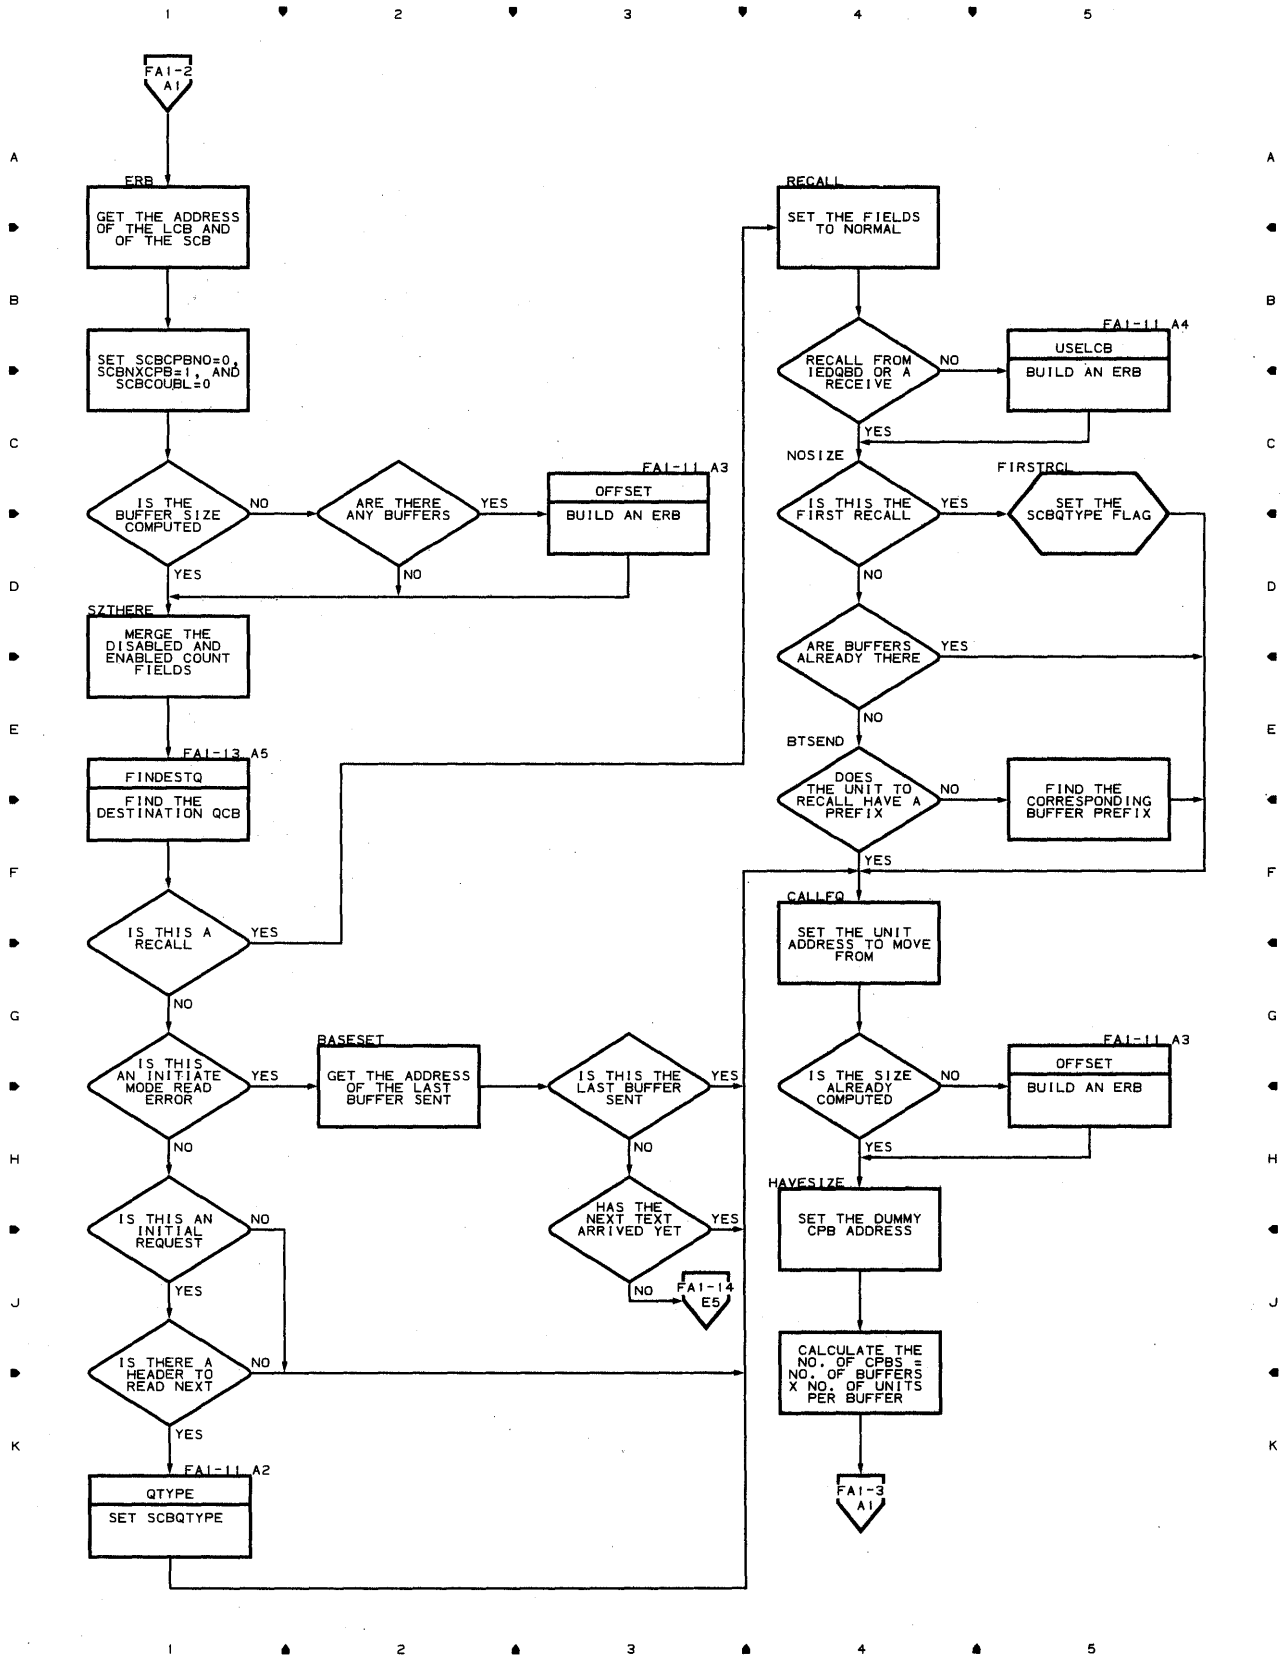 1 2 3 4 5
FA1-2
A1
A A
ERB
GET THE ADDRESS
OF THE LCB AND
OF THE SCB
RECALL
SET THE FIELDS
TO NORMAL
B B
SET SCBCPBNO=0,
SCBNXCPB=1, AND
SCBCOUBL=0
RECALL FROM
IEDQBD OR A
RECEIVE
NO
FA1-11 A4
USELCB
BUILD AN ERB
YES
C C
IS THE
BUFFER SIZE
COMPUTED
NO
ARE THERE
ANY BUFFERS
YES
FA1-11 A3
OFFSET
BUILD AN ERB
NOSIZE
IS THIS THE
FIRST RECALL
YES
FIRSTRCL
SET THE
SCBQTYPE FLAG
YES
NO
NO
D D
SZTHERE
MERGE THE
DISABLED AND
ENABLED COUNT
FIELDS
ARE BUFFERS
ALREADY THERE
YES
NO
E E
FA1-13 A5
FINDESTQ
FIND THE
DESTINATION QCB
BTSEND
DOES
THE UNIT TO
RECALL HAVE A
PREFIX
NO
FIND THE
CORRESPONDING
BUFFER PREFIX
YES
F F
IS THIS A
RECALL
YES
NO
CALLFQ
SET THE UNIT
ADDRESS TO MOVE
FROM
G G
IS THIS
AN INITIATE
MODE READ
ERROR
YES
BASESET
GET THE ADDRESS
OF THE LAST
BUFFER SENT
IS THIS THE
LAST BUFFER
SENT
YES
IS THE SIZE
ALREADY
COMPUTED
NO
FA1-11 A3
OFFSET
BUILD AN ERB
NO
NO
YES
H H
IS THIS AN
INITIAL
REQUEST
NO
HAS THE
NEXT TEXT
ARRIVED YET
YES
HAVESIZE
SET THE DUMMY
CPB ADDRESS
YES
NO
FA1-14
E5
J J
IS THERE A
HEADER TO
READ NEXT
NO
CALCULATE THE
NO. OF CPBS =
NO. OF BUFFERS
X NO. OF UNITS
PER BUFFER
YES
K K
FA1-11 A2
QTYPE
SET SCBQTYPE
FA1-3
A1
1 2 3 4 5